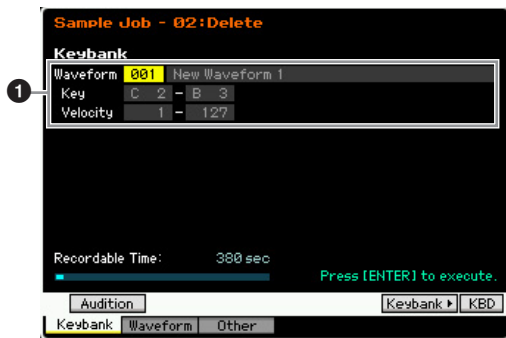 Sample Job - 02:Delete
Keybank
Waveform 001 New Waveform 1
1
Key C 2 - B 3
Velocity 1 - 127
Recordable Time: 380 sec
Press [ENTER] to execute.
Audition Keybank KBD
Keybank Waveform Other